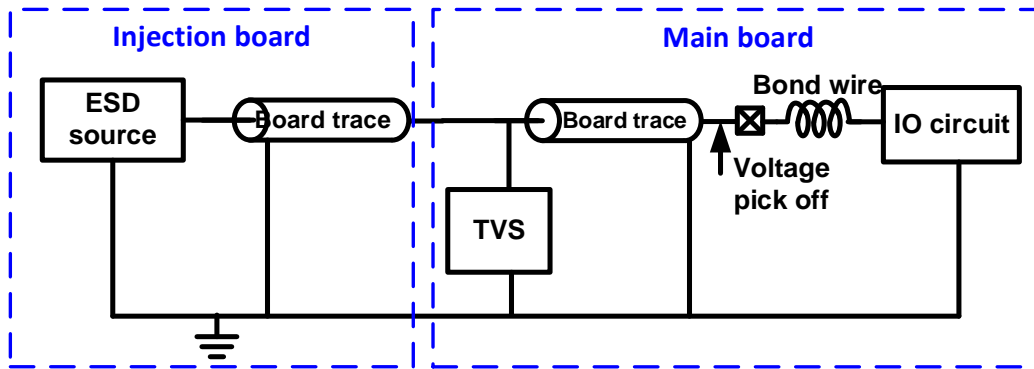 Injection board
Main board
ESD
source
Board trace
TVS
Board trace
Voltage
pick off
Bond wire
IO circuit